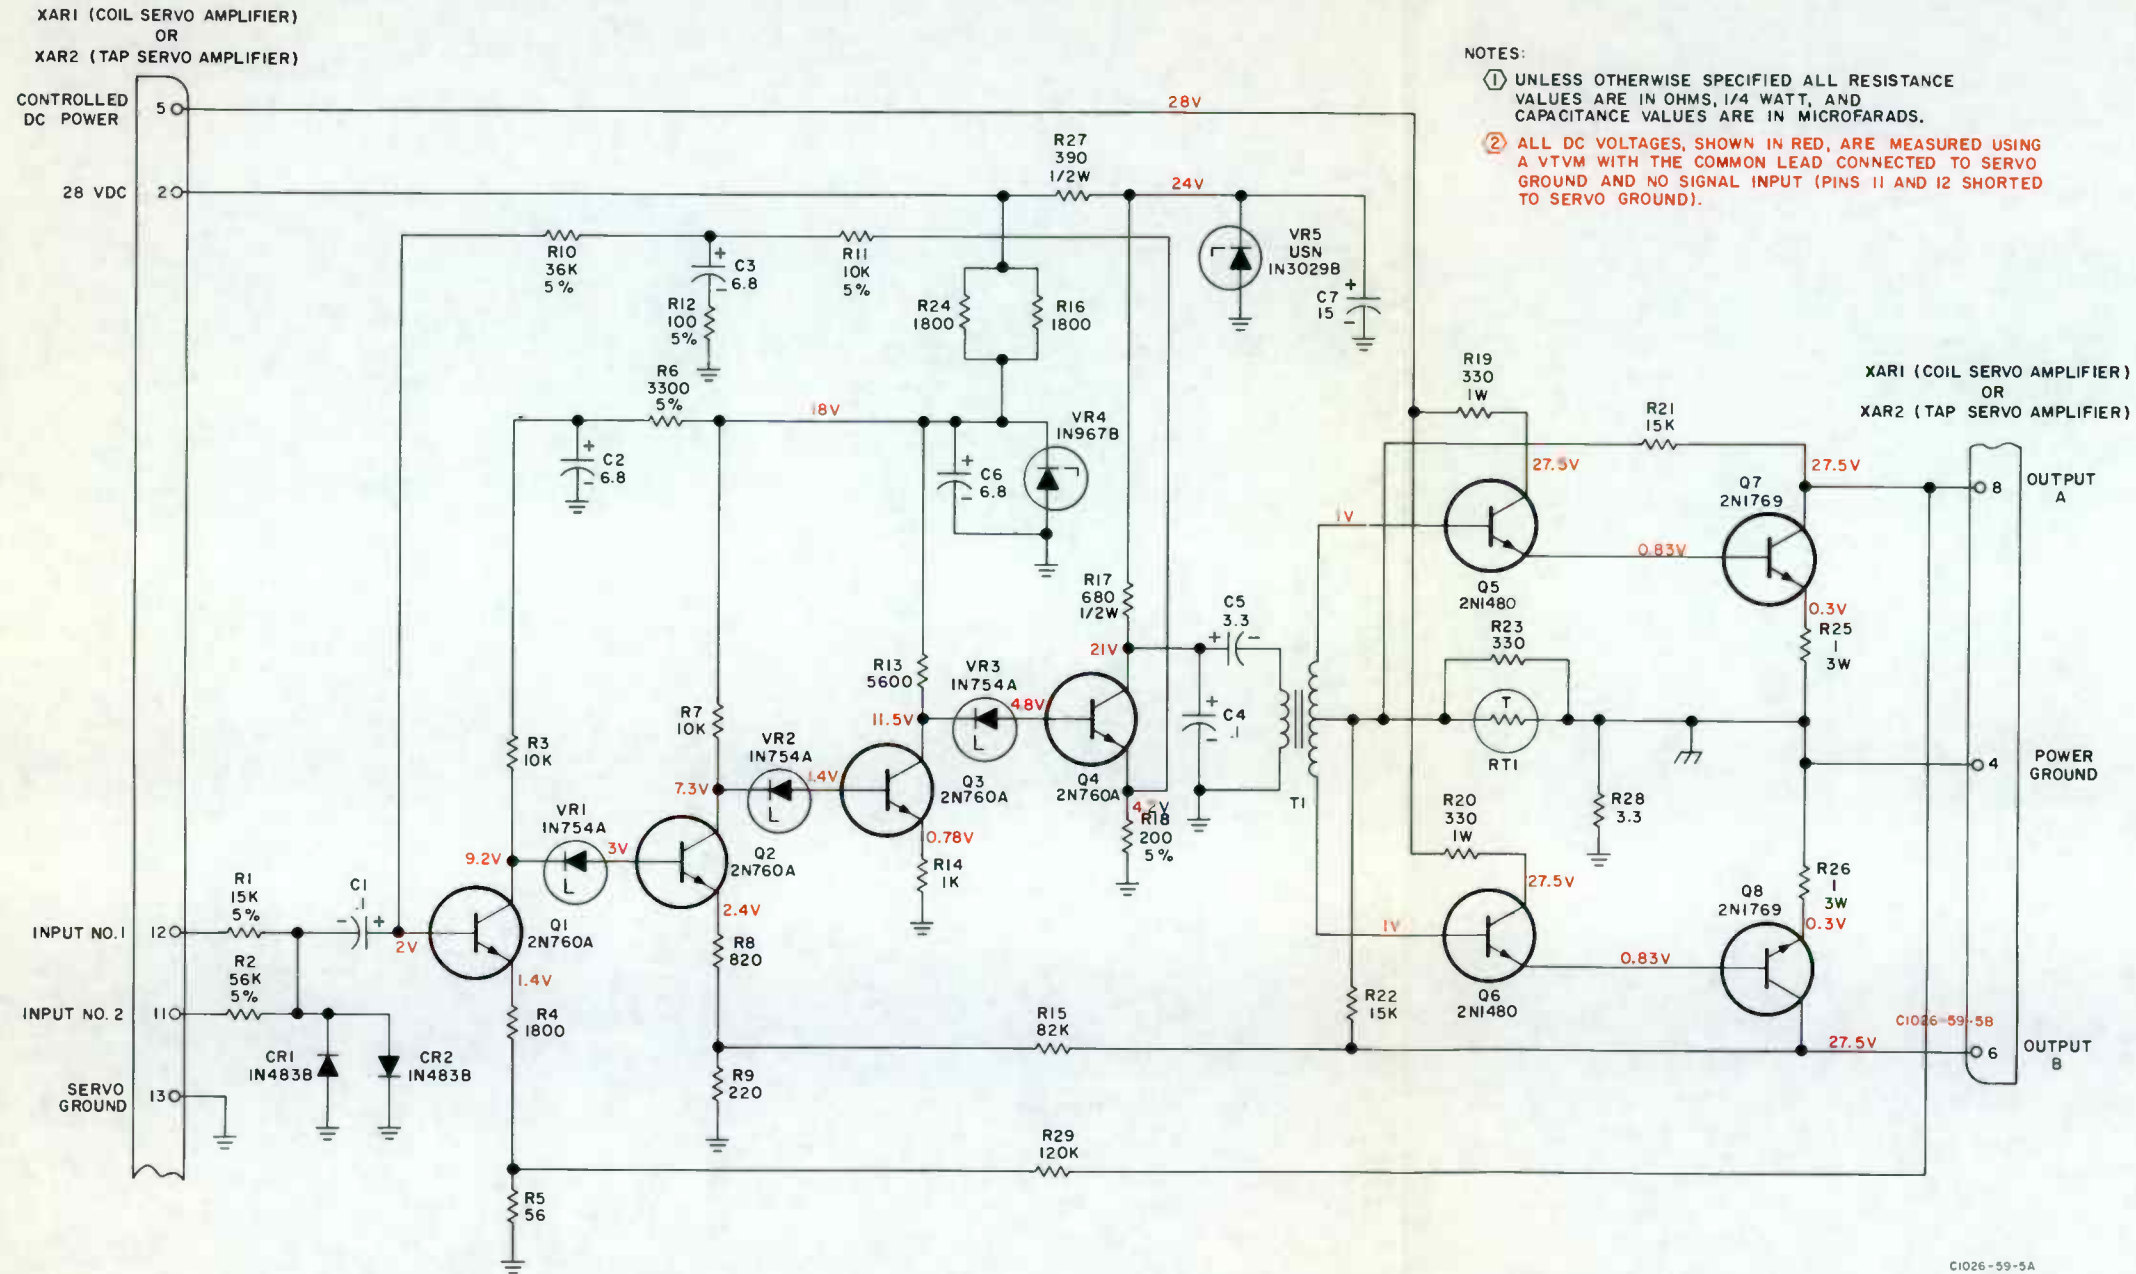 XAR1 (COIL SERVO AMPLIFIER)
OR
XAR2 (TAP SERVO AMPLIFIER)
CONTROLLED
DC POWER
5
28 VDC
2
28V
R27
390
1/2W
24V
NOTES:
1 UNLESS OTHERWISE SPECIFIED ALL RESISTANCE
VALUES ARE IN OHMS, 1/4 WATT, AND
CAPACITANCE VALUES ARE IN MICROFARADS.
2 ALL DC VOLTAGES, SHOWN IN RED, ARE MEASURED USING
A VTVM WITH THE COMMON LEAD CONNECTED TO SERVO
GROUND AND NO SIGNAL INPUT (PINS 11 AND 12 SHORTED
TO SERVO GROUND).
R10
36K
5%
C3
6.8
R12
100
5%
R11
10K
5%
R24
1800
R16
1800
VR5
USN
1N3029B
C7
15
R6
3300
5%
18V
C2
6.8
C6
6.8
VR4
1N967B
R19
330
1W
27.5V
R21
15K
27.5V
XAR1 (COIL SERVO AMPLIFIER)
OR
XAR2 (TAP SERVO AMPLIFIER)
8
OUTPUT
A
1V
Q5
2N1480
0.83V
Q7
2N1769
0.3V
R25
1
3W
R17
680
1/2W
21V
C5
3.3
C4
.1
R23
330
T
RT1
R28
3.3
T1
4
POWER
GROUND
R13
5600
11.5V
VR3
1N754A
L
4.8V
Q4
2N760A
4.2V
R18
200
5%
R7
10K
7.3V
VR2
1N754A
L
1.4V
Q3
2N760A
0.78V
R14
1K
R3
10K
9.2V
VR1
1N754A
L
3V
Q2
2N760A
2.4V
R8
820
R20
330
1W
27.5V
1V
Q6
2N1480
0.83V
Q8
2N1769
R26
1
3W
0.3V
R1
15K
5%
C1
.1
INPUT NO.1
12
2V
Q1
2N760A
1.4V
R2
56K
5%
INPUT NO. 2
11
R4
1800
R15
82K
R22
15K
C1026-59-5B
27.5V
6
OUTPUT
B
CR1
1N483B
CR2
1N483B
SERVO
GROUND
13
R9
220
R29
120K
R5
56
C1026-59-5A